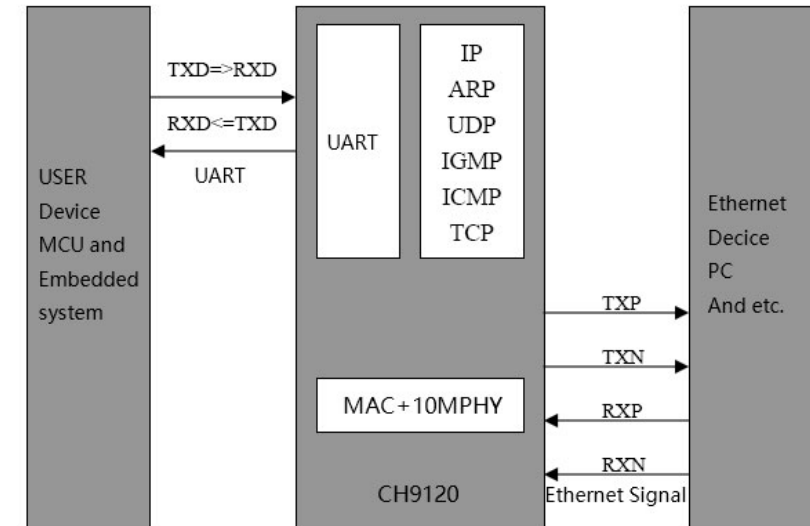 USER
Device
MCU and
Embedded
system
TXD=>RXD
RXD<=TXD
UART
UART
IP
ARP
UDP
IGMP
ICMP
TCP
MAC+10MPHY
CH9120
TXP
TXN
RXP
RXN
Ethernet Signal
Ethernet
Decice
PC
And etc.